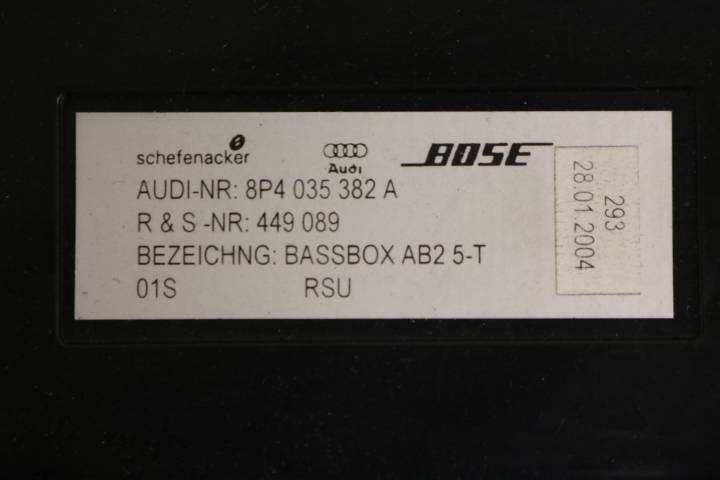 schefenacker
Audi
BOSE
AUDI-NR: 8P4 035 382 A
R & S -NR: 449 089
BEZEICHNG: BASSBOX AB2 5-T
01S RSU
293
28.01.2004